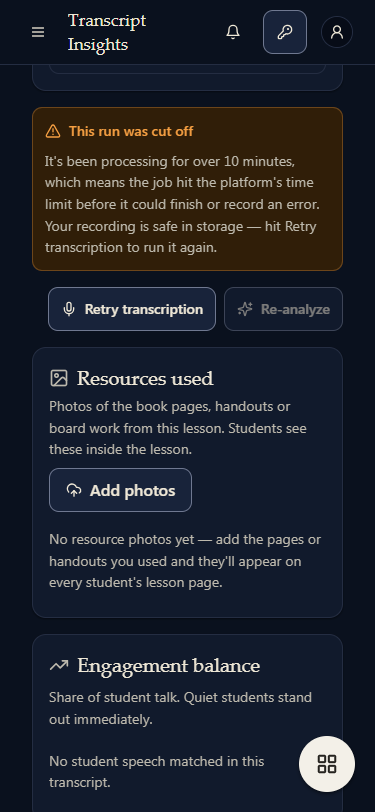 Transcript
Insights
This run was cut off
It's been processing for over 10 minutes,
which means the job hit the platform's time
limit before it could finish or record an error.
Your recording is safe in storage — hit Retry
transcription to run it again.
Retry transcription
Re-analyze
Resources used
Photos of the book pages, handouts or
board work from this lesson. Students see
these inside the lesson.
Add photos
No resource photos yet — add the pages or
handouts you used and they'll appear on
every student's lesson page.
Engagement balance
Share of student talk. Quiet students stand
out immediately.
No student speech matched in this
transcript.